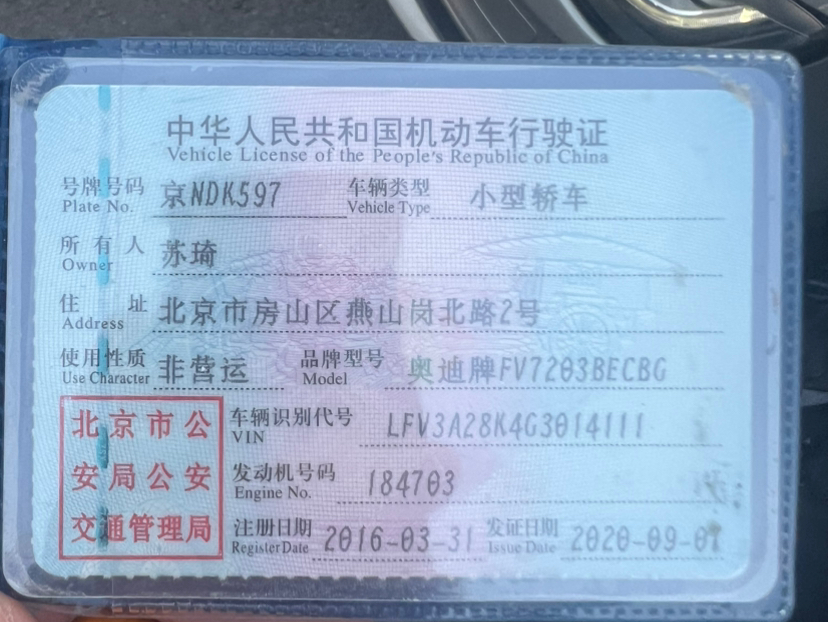 中华人民共和国机动车行驶证
Vehicle License of the People's Republic of China
号牌号码 京NDK597 车辆类型 小型轿车
Plate No. Vehicle Type
所有人 苏琦
Owner
住址 北京市房山区燕山岗北路2号
Address
使用性质 非营运 品牌型号 奥迪牌FV7203BECBG
Use Character Model
北京市公安局公安交通管理局
车辆识别代号 LFV3A28K4G3014111
VIN
发动机号码 184703
Engine No.
注册日期 2016-03-31 发证日期 2020-09-01
Register Date Issue Date